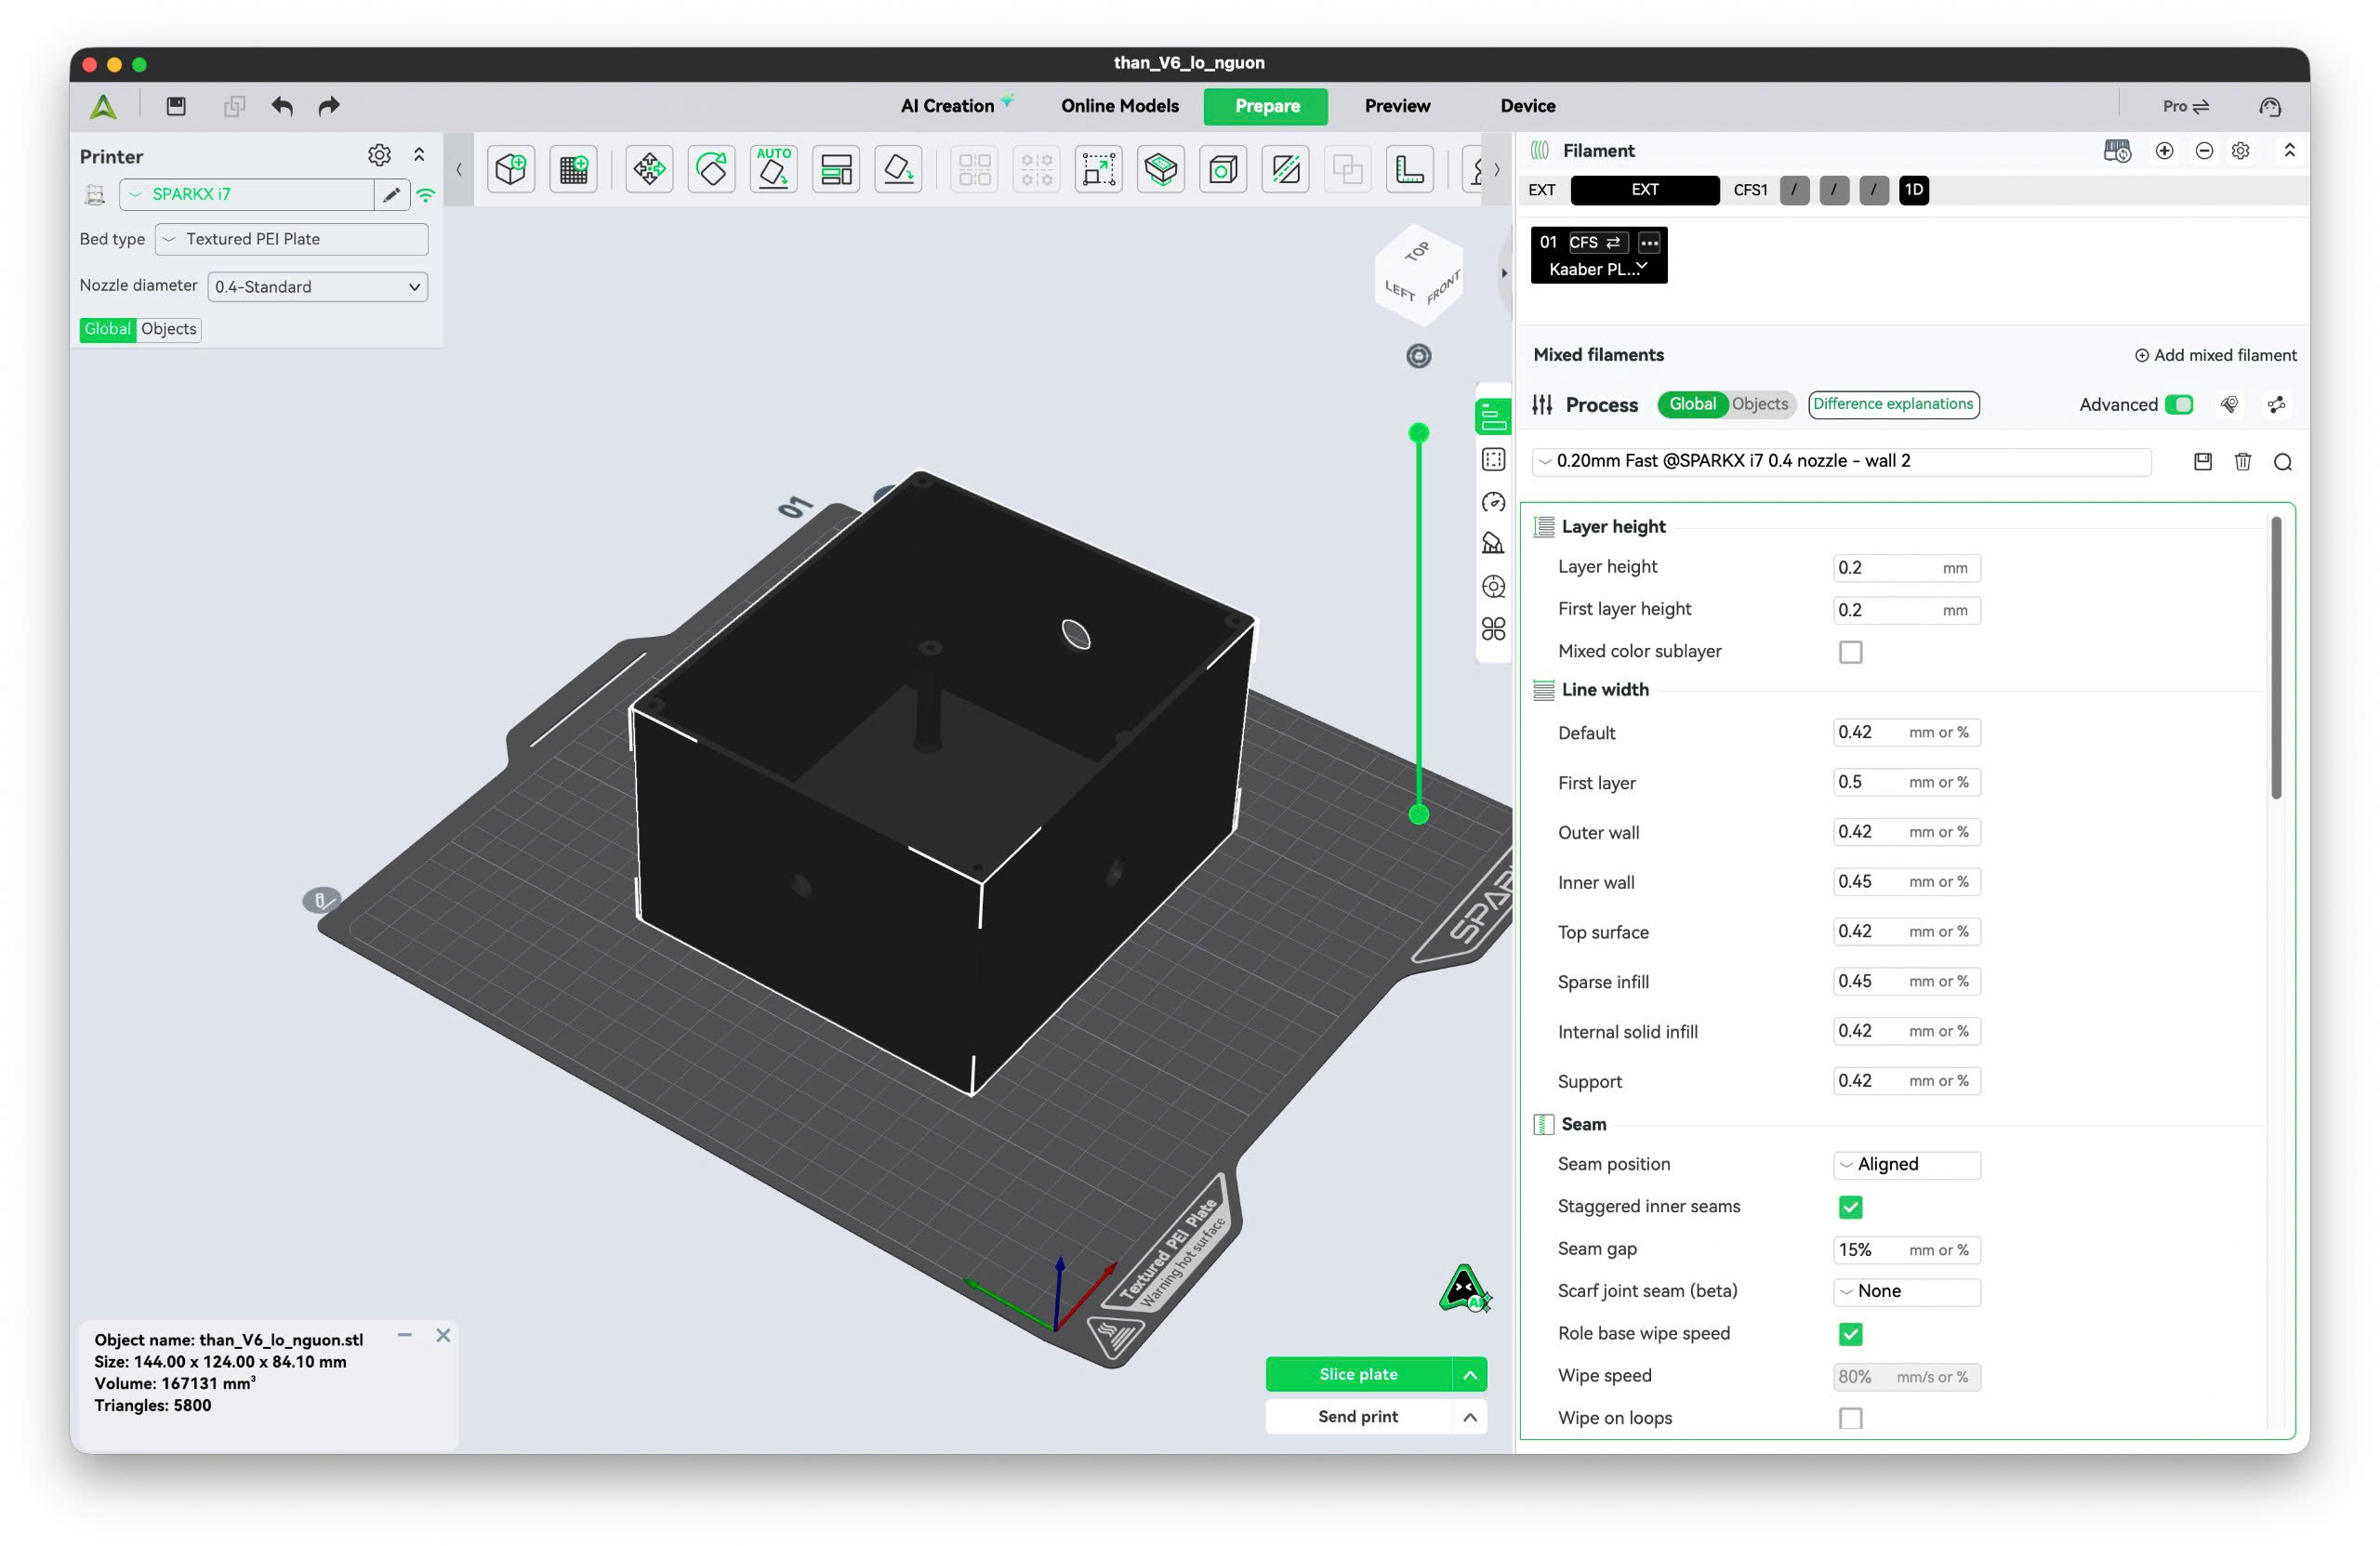 than_V6_lo_nguon
AI Creation
Online Models
Prepare
Preview
Device
Pro
Printer
SPARKX i7
Bed type
Textured PEI Plate
Nozzle diameter
0.4-Standard
Global
Objects
AUTO
TOP
LEFT
FRONT
01
SPAR
Textured PEI Plate
Warning hot surface
AI
Object name: than_V6_lo_nguon.stl
Size: 144.00 x 124.00 x 84.10 mm
Volume: 167131 mm³
Triangles: 5800
Slice plate
Send print
Filament
EXT
EXT
CFS1
/
/
/
1D
01
CFS
Kaaber PL...
Mixed filaments
Add mixed filament
Process
Global
Objects
Difference explanations
Advanced
0.20mm Fast @SPARKX i7 0.4 nozzle - wall 2
Layer height
Layer height
0.2 mm
First layer height
0.2 mm
Mixed color sublayer
Line width
Default
0.42 mm or %
First layer
0.5 mm or %
Outer wall
0.42 mm or %
Inner wall
0.45 mm or %
Top surface
0.42 mm or %
Sparse infill
0.45 mm or %
Internal solid infill
0.42 mm or %
Support
0.42 mm or %
Seam
Seam position
Aligned
Staggered inner seams
Seam gap
15% mm or %
Scarf joint seam (beta)
None
Role base wipe speed
Wipe speed
80% mm/s or %
Wipe on loops